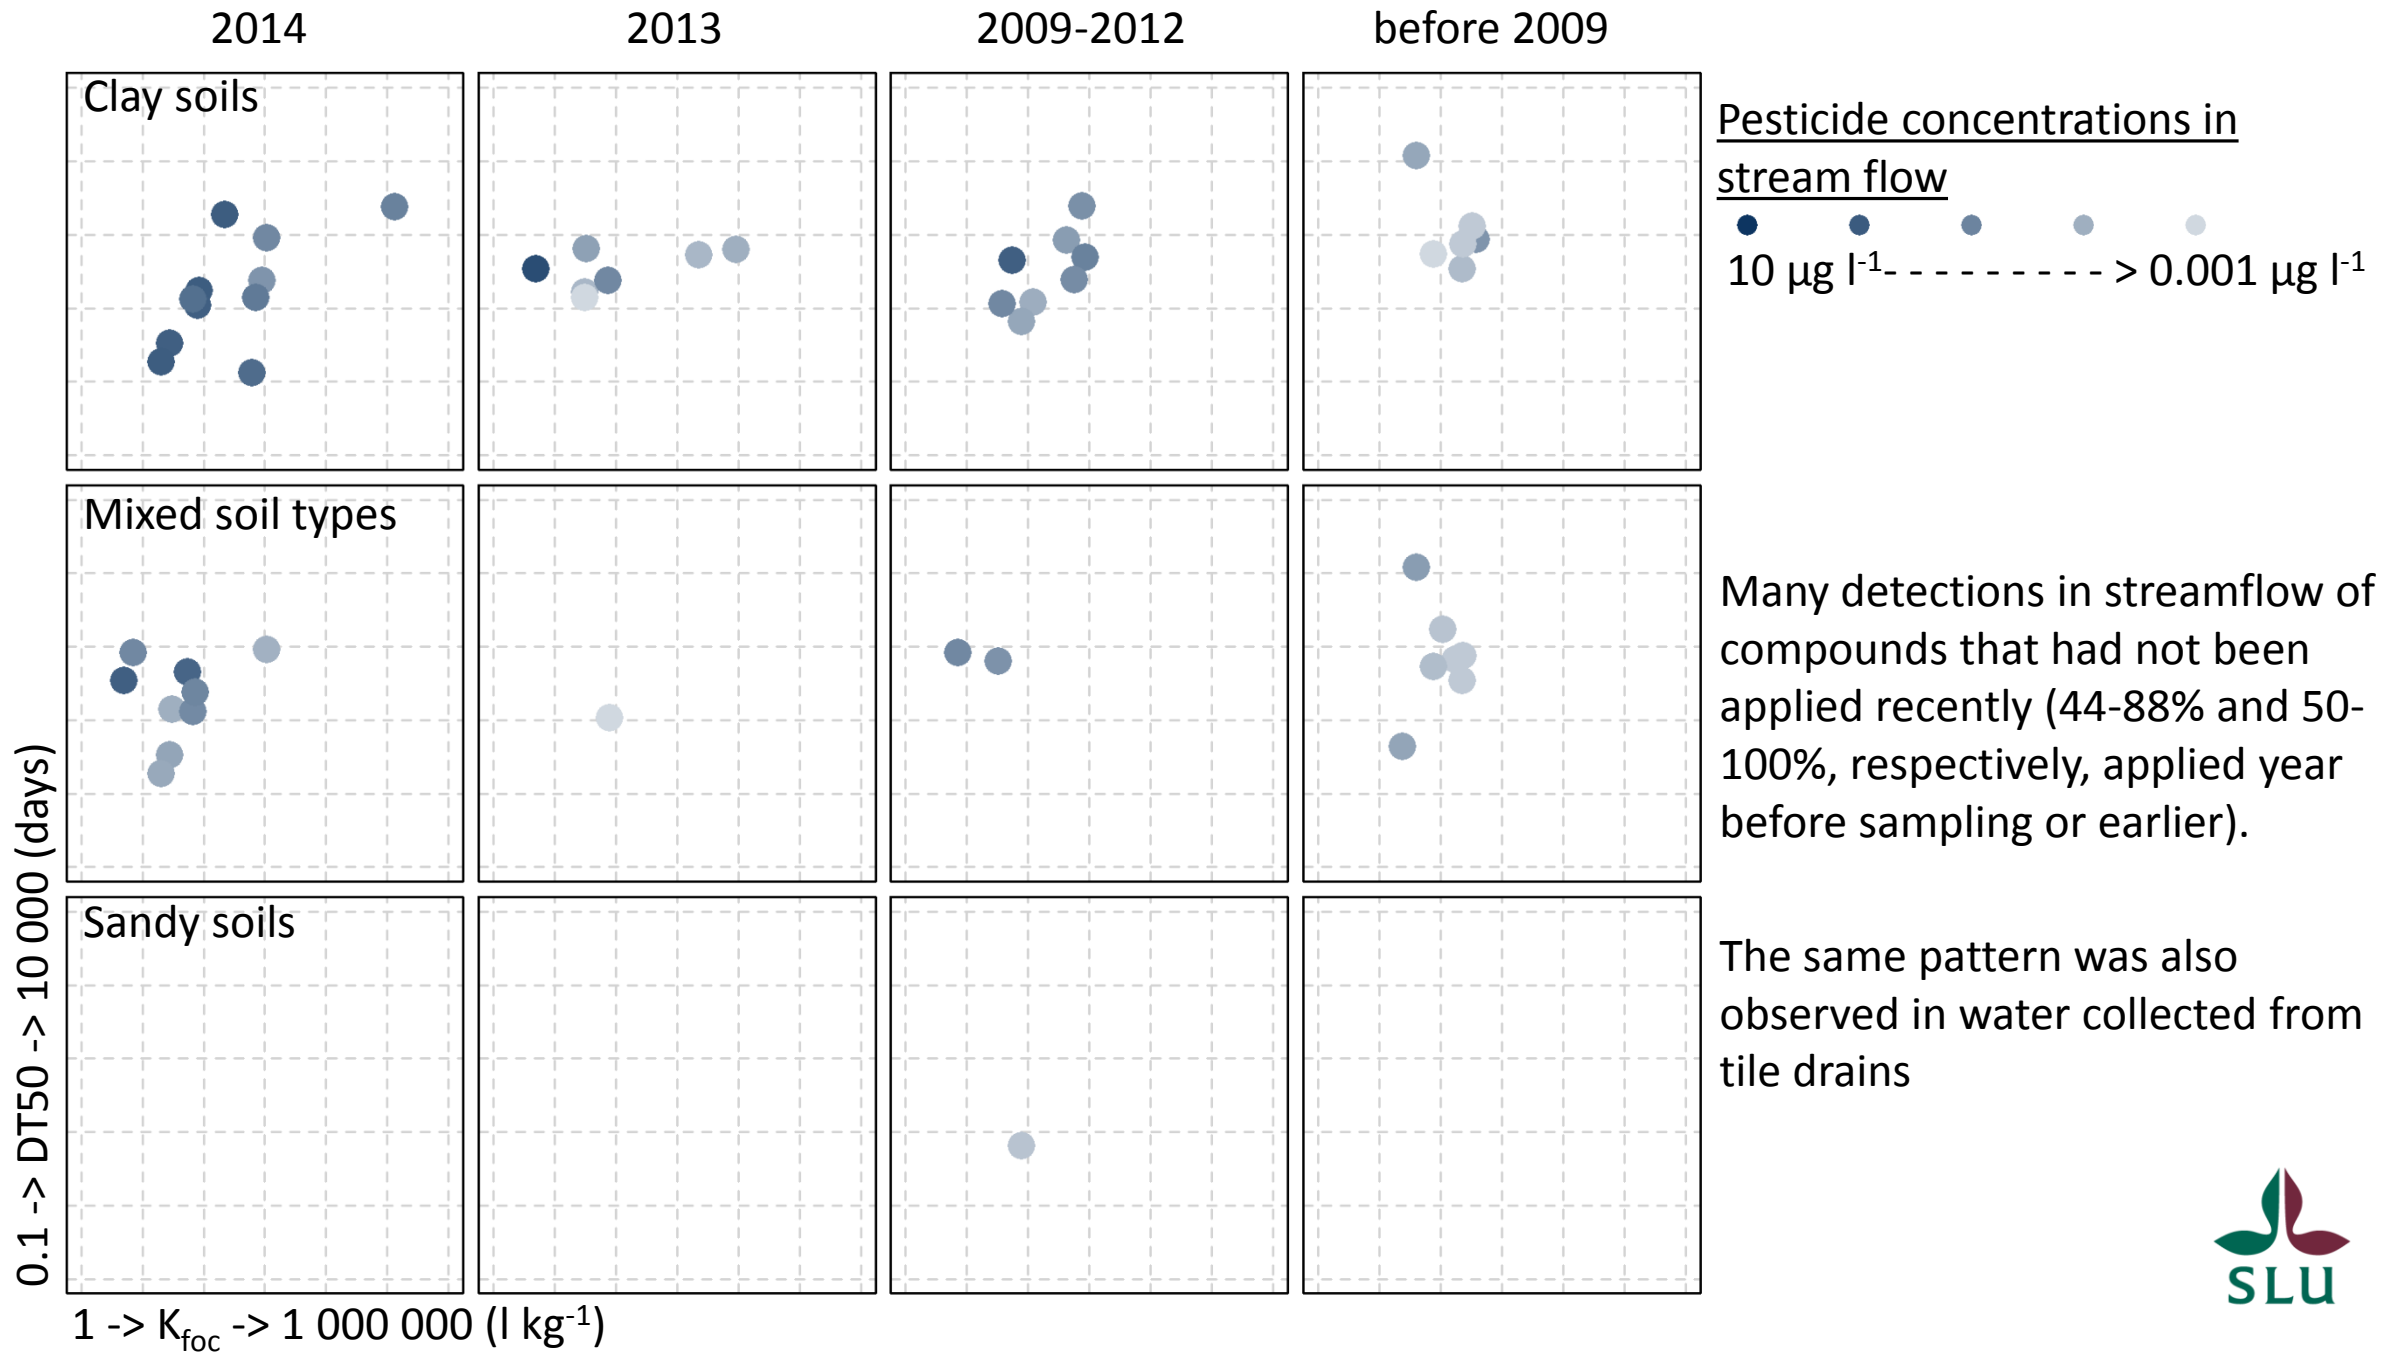 2014
2013
2009-2012
before 2009
Clay soils
Pesticide concentrations in
stream flow
10 µg l⁻¹- - - - - - - - - > 0.001 µg l⁻¹
Mixed soil types
Many detections in streamflow of
compounds that had not been
applied recently (44-88% and 50-
100%, respectively, applied year
before sampling or earlier).
Sandy soils
The same pattern was also
observed in water collected from
tile drains
0.1 -> DT50 -> 10 000 (days)
1 -> Kfoc -> 1 000 000 (l kg⁻¹)
SLU